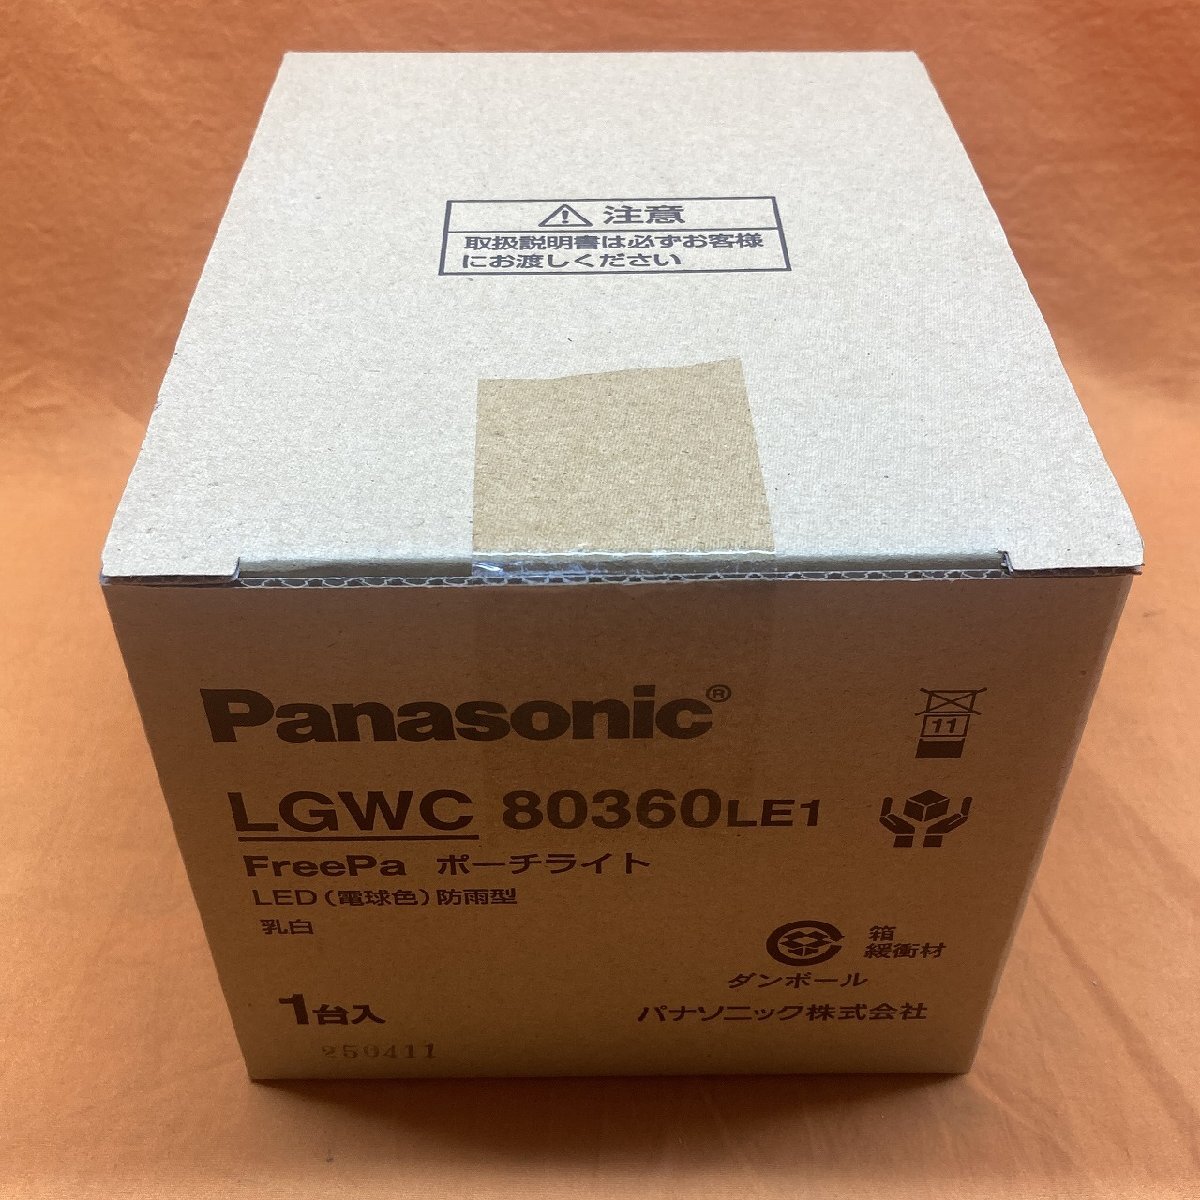 ⚠ 注意
取扱説明書は必ずお客様
にお渡しください
Panasonic®
11
LGWC 80360LE1
FreePa ポーチライト
LED(電球色)防雨型
乳白
箱
緩衝材
ダンボール
1台入
パナソニック株式会社
250411